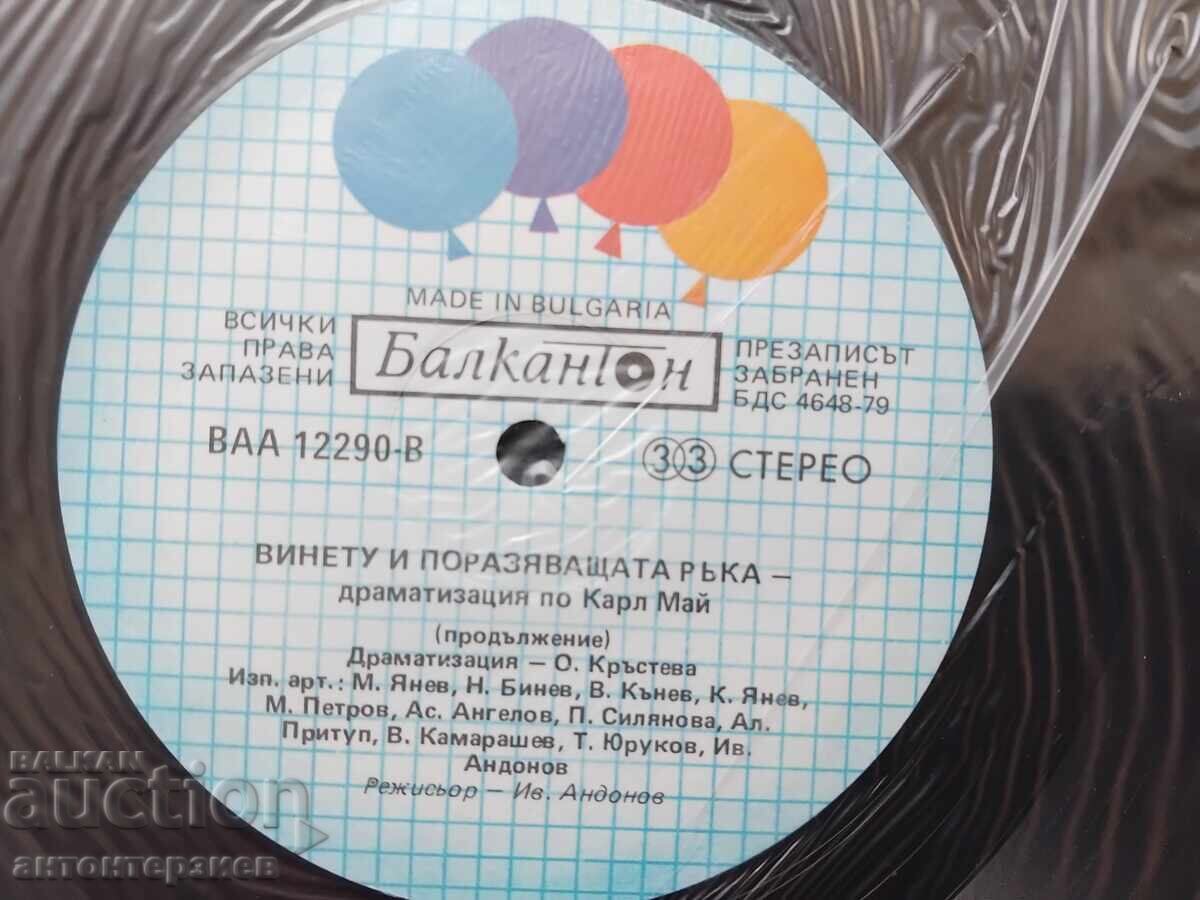 MADE IN BULGARIA
ВСИЧКИ
ПРАВА
ЗАПАЗЕНИ
Балкантон
ПРЕЗАПИСЪТ
ЗАБРАНЕН
БДС 4648-79
ВАА 12290-В
33 СТЕРЕО
ВИНЕТУ И ПОРАЗЯВАЩАТА РЪКА –
драматизация по Карл Май
(продължение)
Драматизация – О. Кръстева
Изп. арт.: М. Янев, Н. Бинев, В. Кънев, К. Янев,
М. Петров, Ас. Ангелов, П. Силянова, Ал.
Притуп, В. Камарашев, Т. Юруков, Ив.
Андонов
Режисьор – Ив. Андонов
BALKAN
auction
антонтерзиев